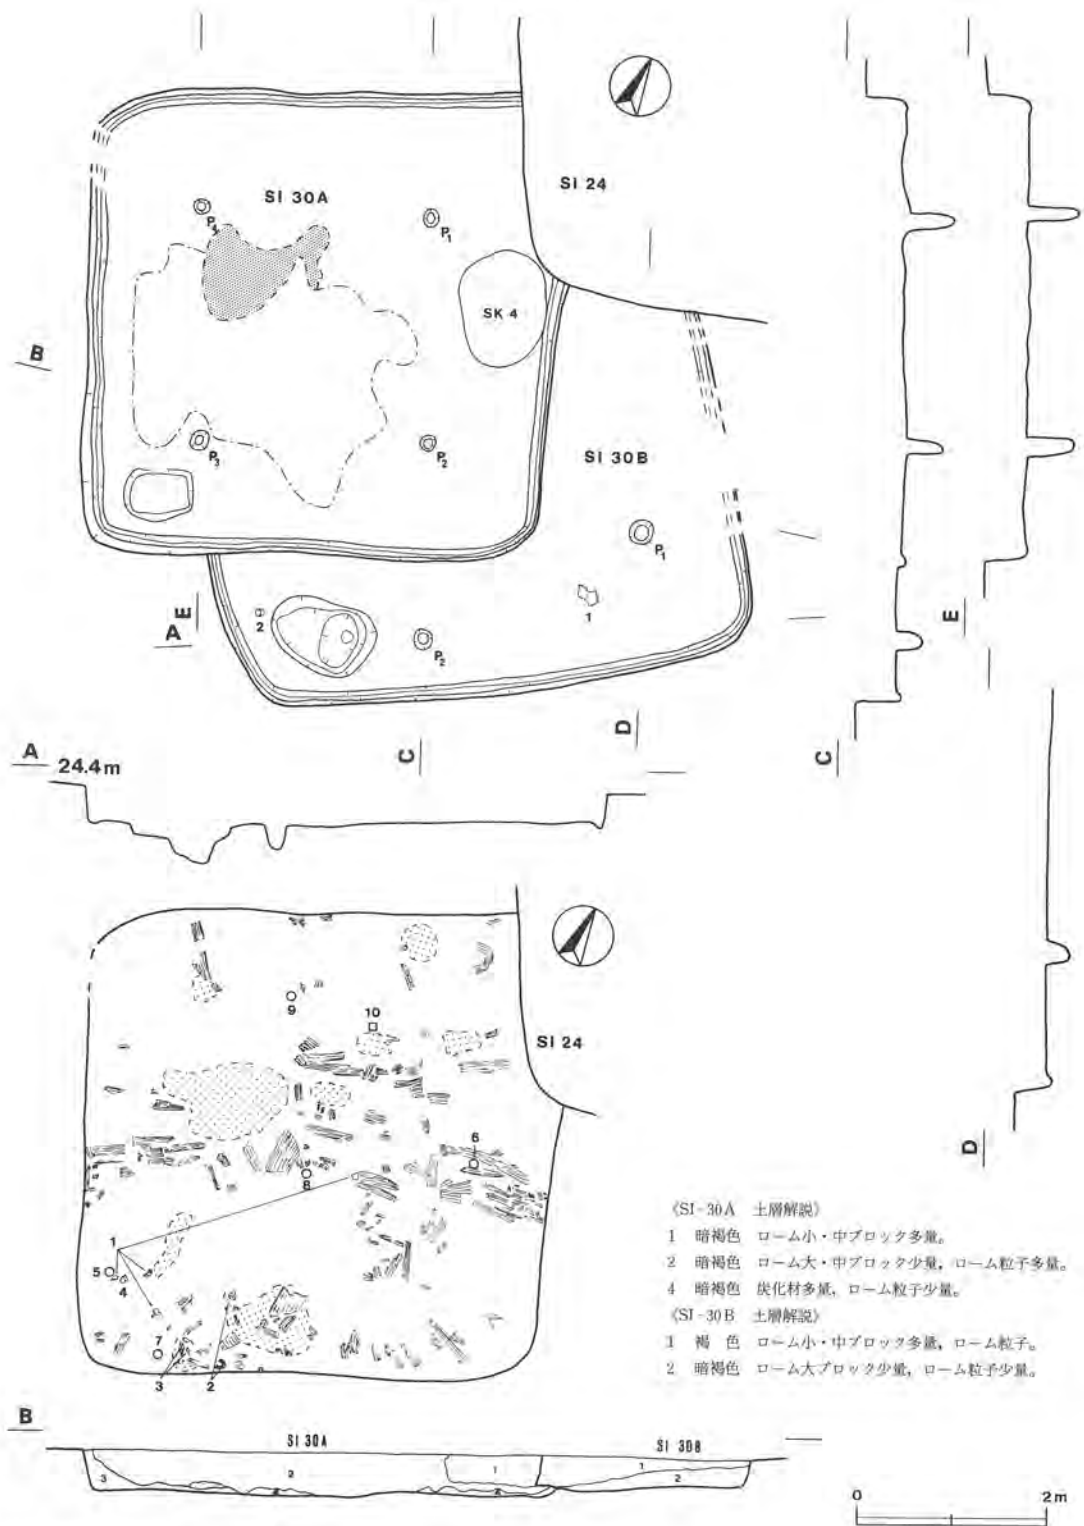 SI 30A
SI 24
P4
P1
SK 4
B
P3
P2
SI 30B
P1
1
2
P2
E
A
C
D
E
C
A 24.4m
D
SI 24
9
10
6
8
1
5
4
7
3
2
《SI-30A 土層解説》
1 暗褐色 ローム小・中ブロック多量。
2 暗褐色 ローム大・中ブロック少量，ローム粒子多量。
4 暗褐色 炭化材多量，ローム粒子少量。
《SI-30B 土層解説》
1 褐色 ローム小・中ブロック多量，ローム粒子。
2 暗褐色 ローム大ブロック少量，ローム粒子少量。
B
SI 30A
SI 30B
3
2
1
1
2
0 2m